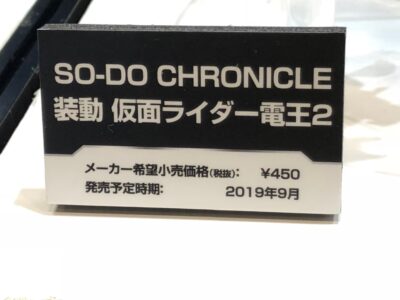 SO-DO CHRONICLE
装動 仮面ライダー電王2
メーカー希望小売価格(税抜): ¥450
発売予定時期: 2019年9月